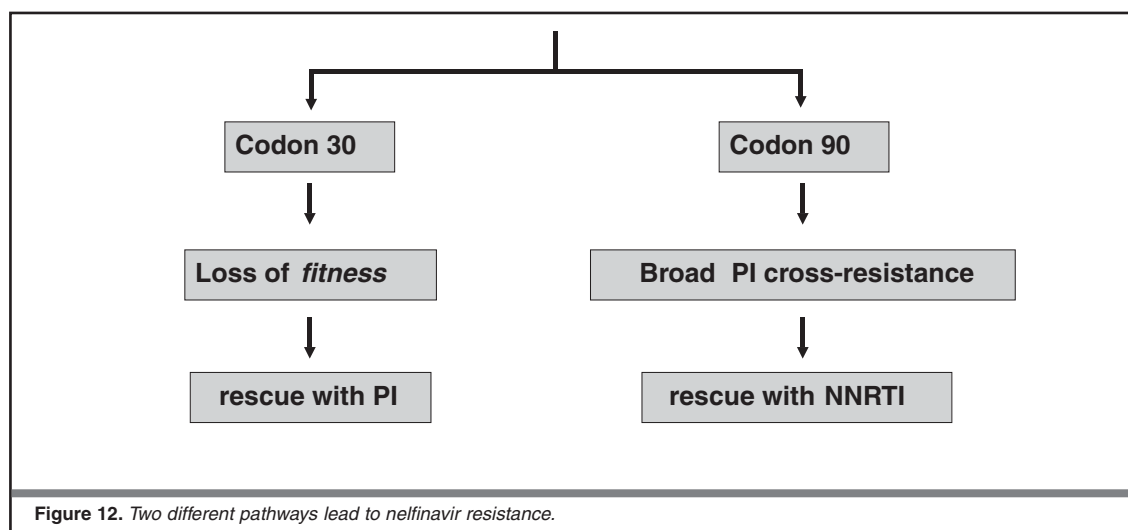 Codon 30
Codon 90
Loss of fitness
Broad PI cross-resistance
rescue with PI
rescue with NNRTI
Figure 12. Two different pathways lead to nelfinavir resistance.